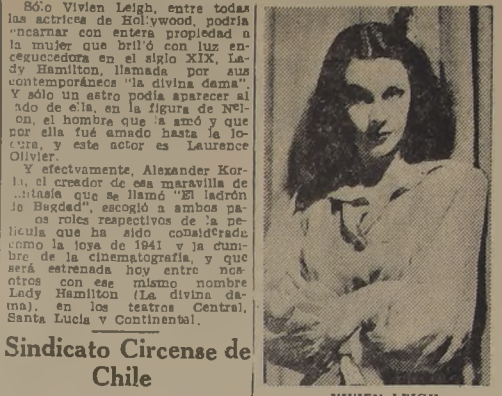 Sólo Vivien Leigh, entre todas
las actrices de Hollywood, podría
encarnar con entera propiedad a
la mujer que brilló con luz en-
ceguecedora en el siglo XIX, La-
dy Hamilton, llamada por sus
contemporáneos "la divina dama".
Y sólo un astro podía aparecer al
lado de ella, en la figura de Nel-
on, el hombre que la amó y que
por ella fué amado hasta la lo-
cura, y este actor es Laurence
Olivier.
Y efectvamente, Alexander Kor-
da, el creador de esa maravilla de
fantasía que se llamó "El ladrón
de Bagdad", escogió a ambos pa-
os roles respectivos de la pe-
lícula que ha sido considerada
como la joya de 1941 y la cum-
bre de la cinematografía, y que
será estrenada hoy entre nos-
otros con ese mismo nombre
Lady Hamilton (La divina da-
ma), en los teatros Central,
Santa Lucía y Continental.
Sindicato Circense de
Chile
VIVIEN LEIGH